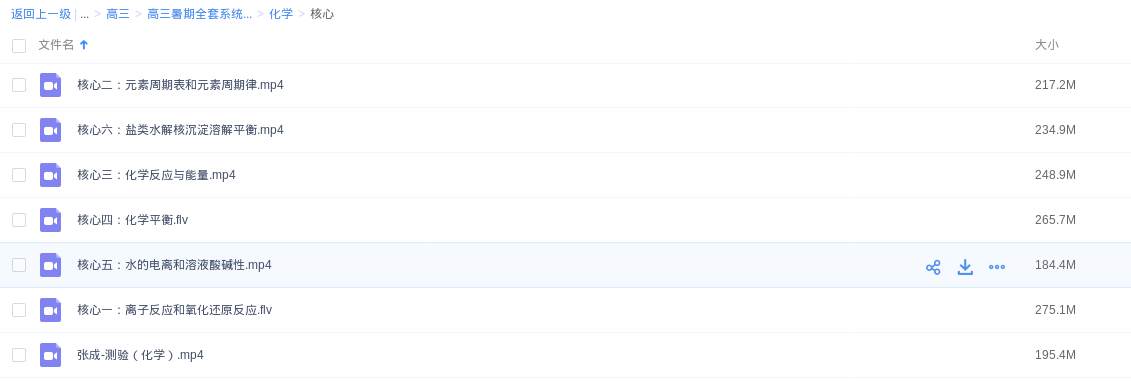 返回上一级 | ... > 高三 > 高三暑期全套系统... > 化学 > 核心
文件名 大小
核心二：元素周期表和元素周期律.mp4 217.2M
核心六：盐类水解核沉淀溶解平衡.mp4 234.9M
核心三：化学反应与能量.mp4 248.9M
核心四：化学平衡.flv 265.7M
核心五：水的电离和溶液酸碱性.mp4 184.4M
核心一：离子反应和氧化还原反应.flv 275.1M
张成-测验（化学）.mp4 195.4M